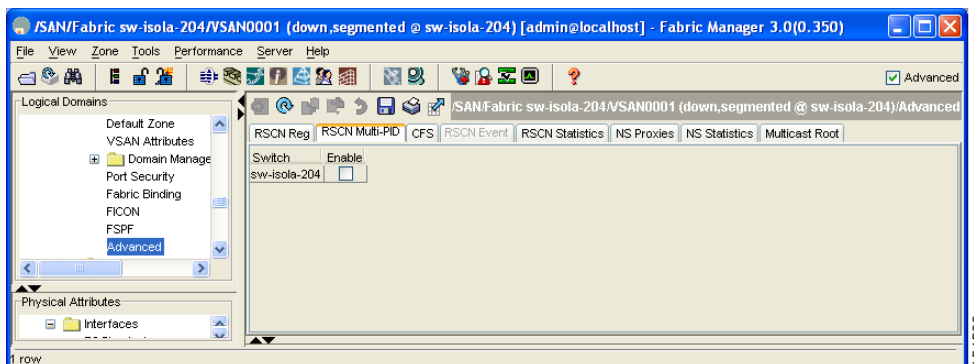 /SAN/Fabric sw-isola-204/VSAN0001 (down,segmented @ sw-isola-204) [admin@localhost] - Fabric Manager 3.0(0.350)
File View Zone Tools Performance Server Help
Advanced
Logical Domains
/SAN/Fabric sw-isola-204/VSAN0001 (down,segmented @ sw-isola-204)/Advanced
Default Zone
VSAN Attributes
Domain Manage
Port Security
Fabric Binding
FICON
FSPF
Advanced
RSCN Reg RSCN Multi-PID CFS RSCN Event RSCN Statistics NS Proxies NS Statistics Multicast Root
Switch Enable
sw-isola-204
Physical Attributes
Interfaces
1 row